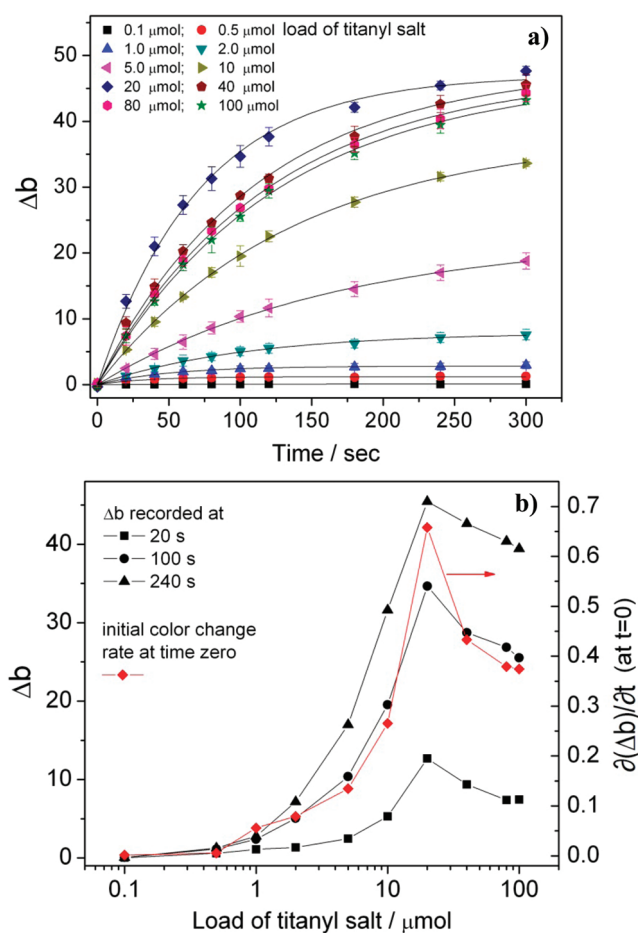 0.1 μmol; 0.5 μmol load of titanyl salt
a)
1.0 μmol; 2.0 μmol
5.0 μmol; 10 μmol
20 μmol; 40 μmol
80 μmol; 100 μmol
50
40
30
20
10
0
Δb
0 50 100 150 200 250 300
Time / sec
b)
Δb recorded at
20 s
100 s
240 s
initial color change
rate at time zero
40
30
20
10
0
Δb
0.7
0.6
0.5
0.4
0.3
0.2
0.1
0.0
∂(Δb)/∂t (at t=0)
0.1 1 10 100
Load of titanyl salt / μmol